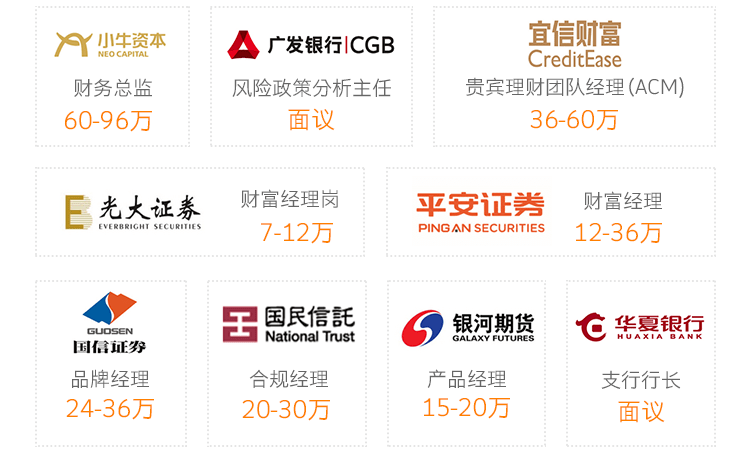 小牛资本
NEO CAPITAL
财务总监
60-96万
广发银行|CGB
风险政策分析主任
面议
宜信财富
CreditEase
贵宾理财团队经理(ACM)
36-60万
光大证券
EVERBRIGHT SECURITIES
财富经理岗
7-12万
平安证券
PINGAN SECURITIES
财富经理
12-36万
GUOSEN
国信证券
品牌经理
24-36万
国民信託
National Trust
合规经理
20-30万
银河期货
GALAXY FUTURES
产品经理
15-20万
华夏银行
HUAXIA BANK
支行行长
面议